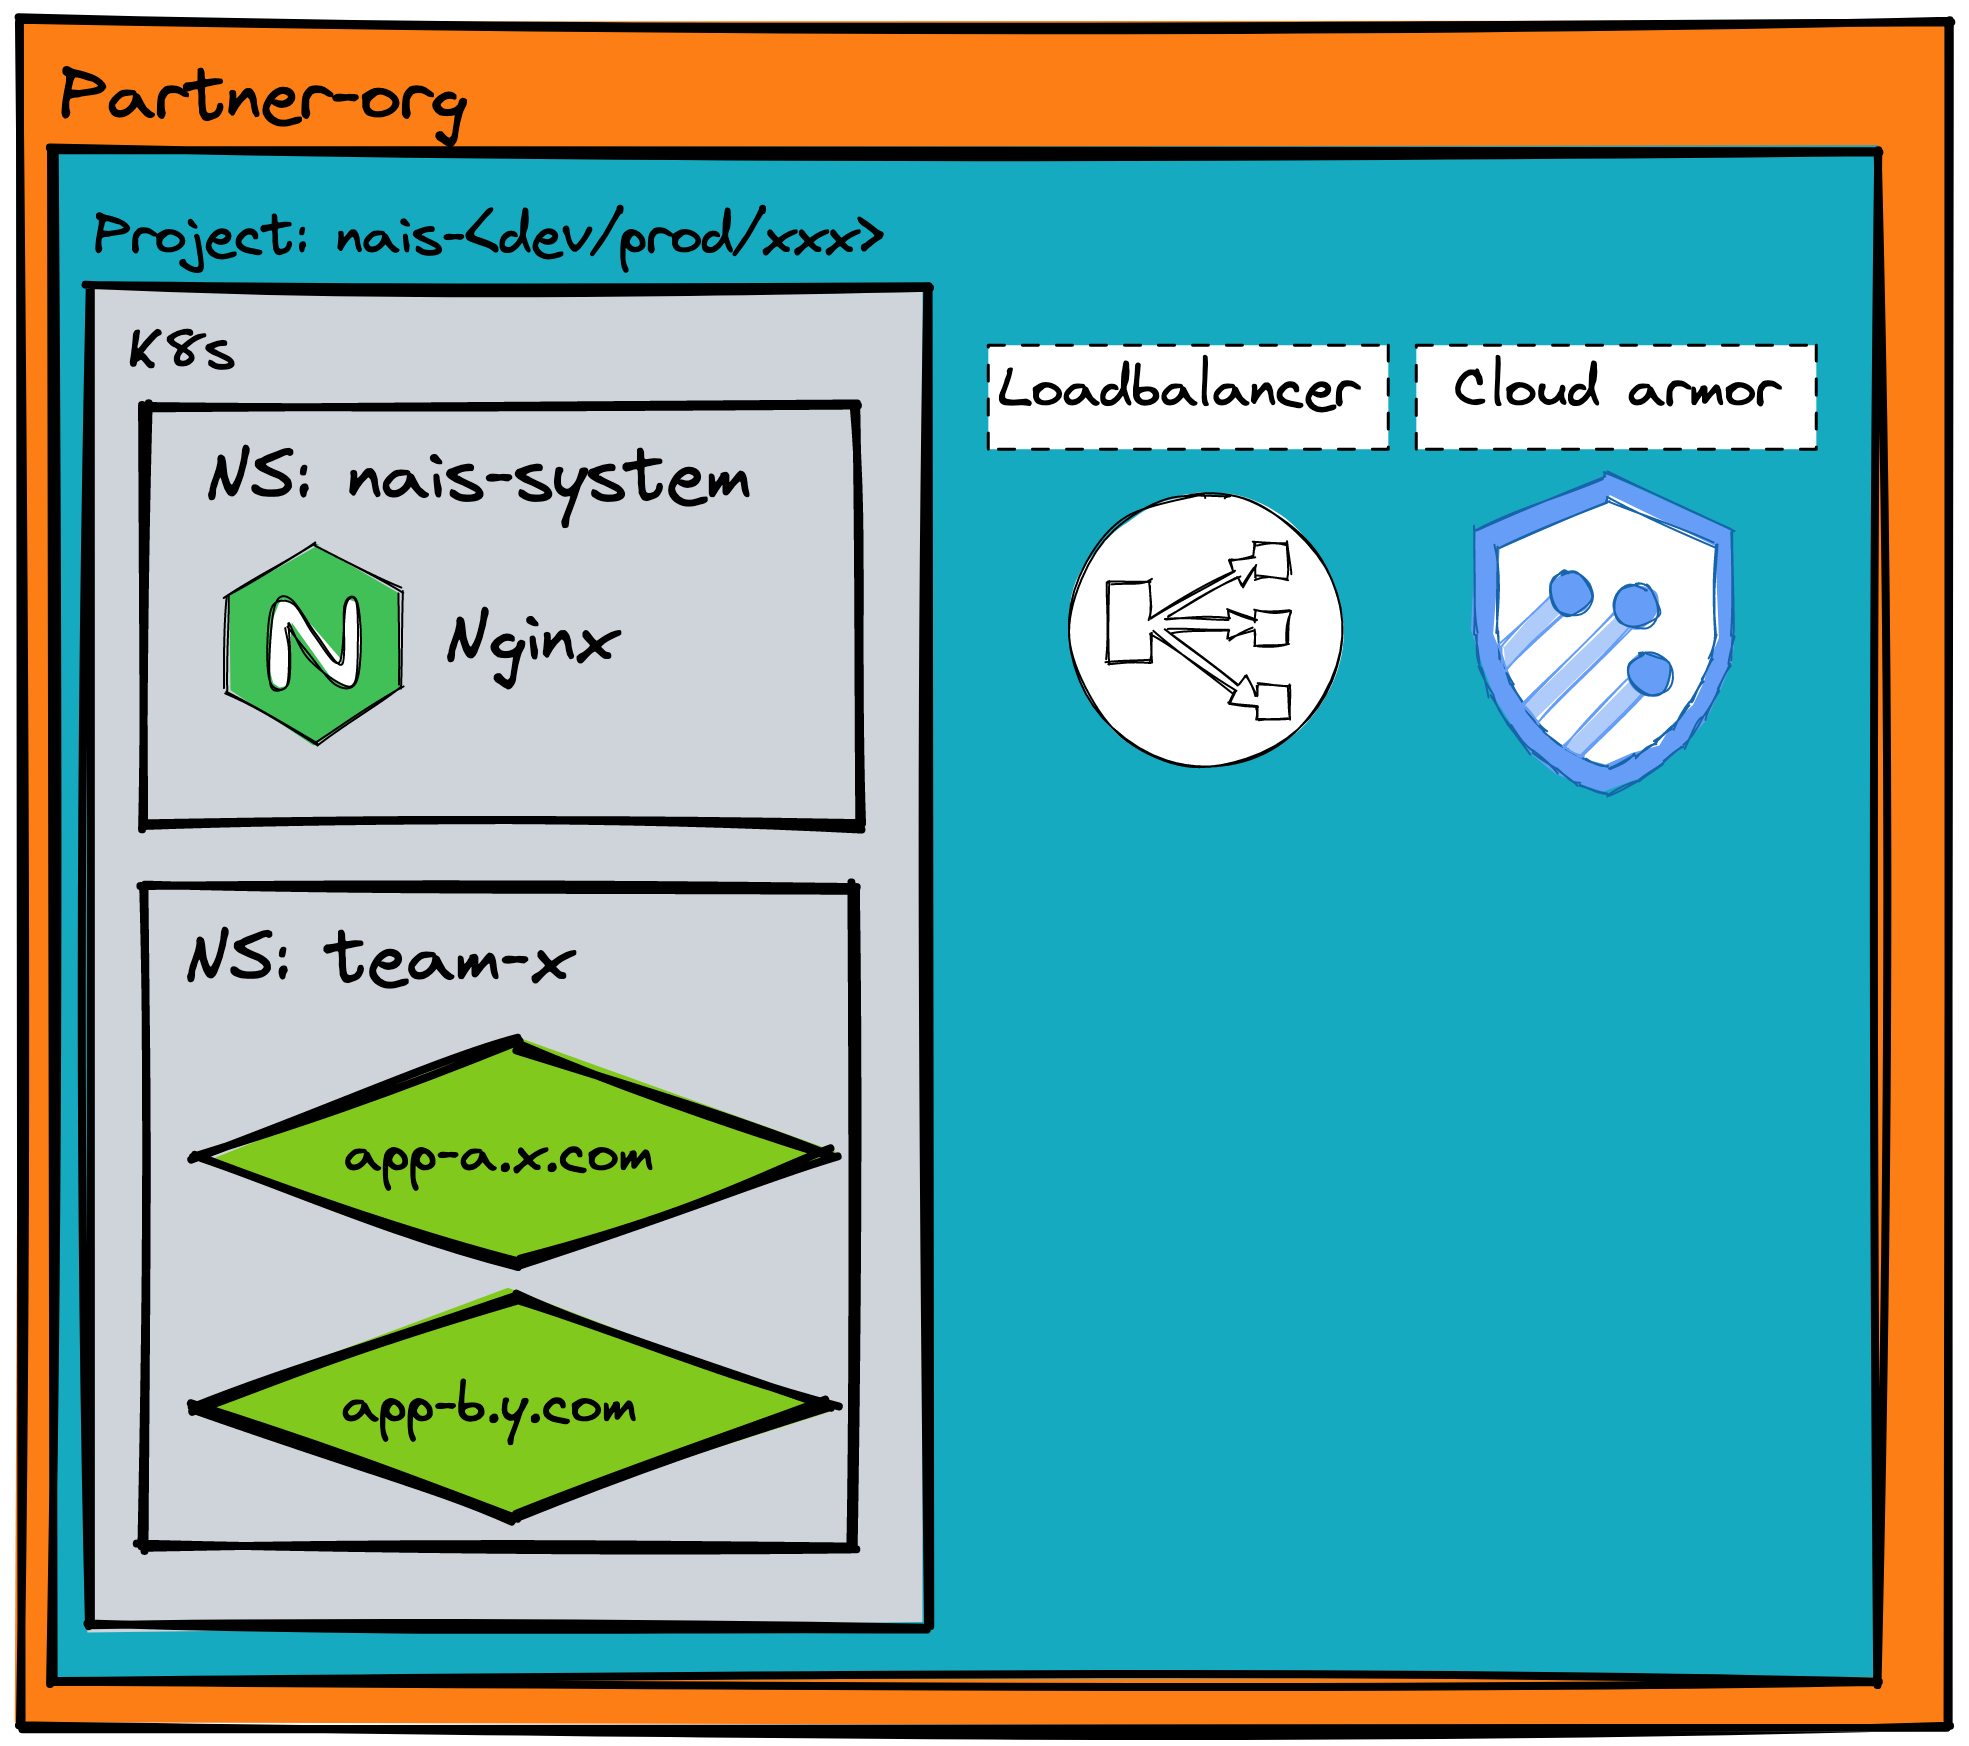 Partner-org
Project: nais-<dev/prod/xxx>
K8s
Loadbalancer
Cloud armor
NS: nais-system
N
Nginx
NS: team-x
app-a.x.com
app-b.y.com